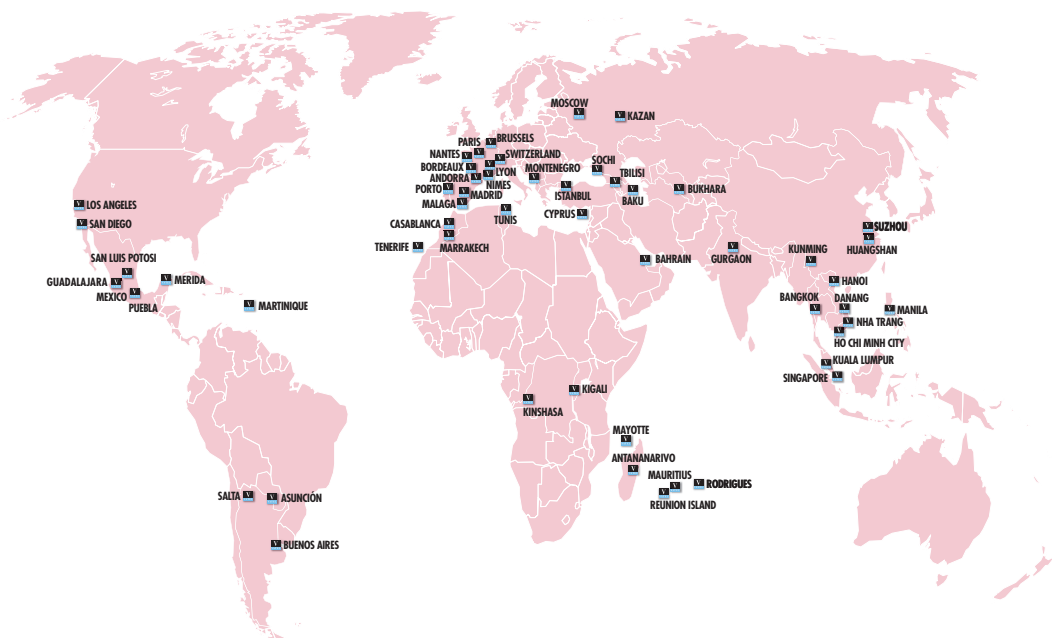 MOSCOW
KAZAN
BRUSSELS
PARIS
NANTES
SWITZERLAND
SOCHI
BORDEAUX
LYON
MONTENEGRO
TBILISI
ANDORRA
NIMES
PORTO
MADRID
ISTANBUL
BAKU
BUKHARA
MALAGA
TUNIS
CYPRUS
LOS ANGELES
SAN DIEGO
CASABLANCA
MARRAKECH
TENERIFE
SUZHOU
HUANGSHAN
KUNMING
GURGAON
BAHRAIN
SAN LUIS POTOSI
GUADALAJARA
MERIDA
MEXICO
PUEBLA
MARTINIQUE
HANOI
BANGKOK
DANANG
MANILA
NHA TRANG
HO CHI MINH CITY
KUALA LUMPUR
SINGAPORE
KIGALI
KINSHASA
MAYOTTE
ANTANANARIVO
MAURITIUS
RODRIGUES
REUNION ISLAND
SALTA
ASUNCIÓN
BUENOS AIRES